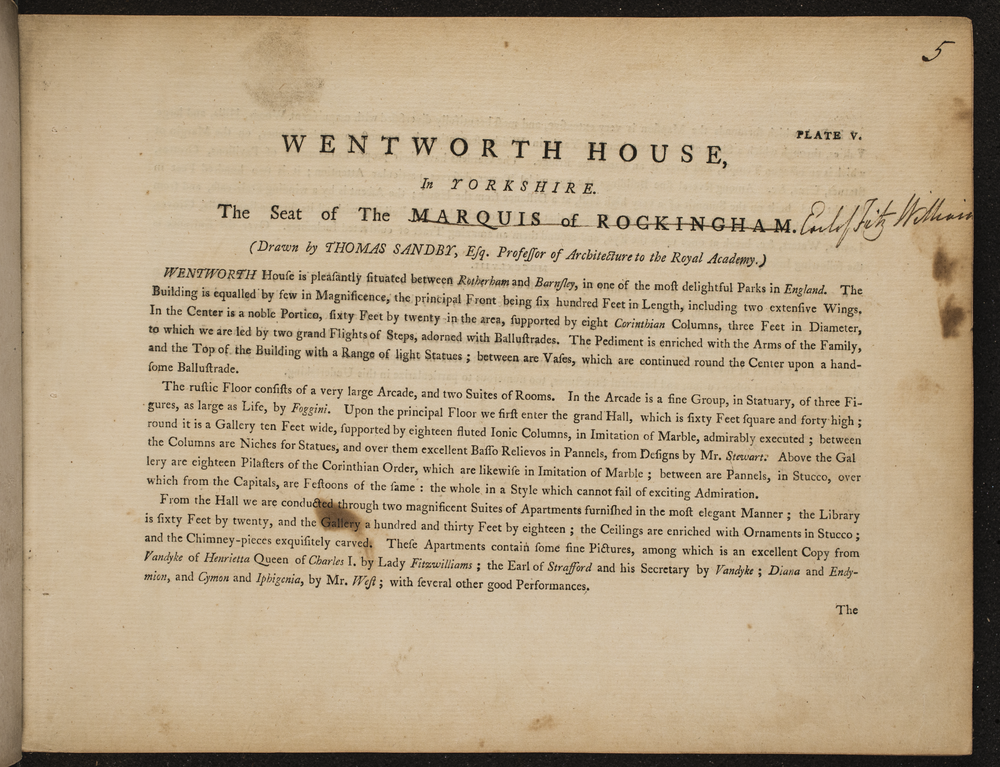 5
PLATE V.
WENTWORTH HOUSE,
In YORKSHIRE.
The Seat of The MARQUIS of ROCKINGHAM. Earl of Fitz William
(Drawn by THOMAS SANDBY, Eſq. Profeſſor of Architecture to the Royal Academy.)
WENTWORTH Houſe is pleaſantly ſituated between Rotherham and Barnſley, in one of the moſt delightful Parks in England. The
Building is equalled by few in Magnificence, the principal Front being ſix hundred Feet in Length, including two extenſive Wings.
In the Center is a noble Portico, ſixty Feet by twenty in the area, ſupported by eight Corinthian Columns, three Feet in Diameter,
to which we are led by two grand Flights of Steps, adorned with Balluſtrades. The Pediment is enriched with the Arms of the Family,
and the Top of the Building with a Range of light Statues; between are Vaſes, which are continued round the Center upon a hand-
ſome Balluſtrade.
The ruſtic Floor conſiſts of a very large Arcade, and two Suites of Rooms. In the Arcade is a fine Group, in Statuary, of three Fi-
gures, as large as Life, by Foggini. Upon the principal Floor we firſt enter the grand Hall, which is ſixty Feet ſquare and forty high;
round it is a Gallery ten Feet wide, ſupported by eighteen fluted Ionic Columns, in Imitation of Marble, admirably executed; between
the Columns are Niches for Statues, and over them excellent Baſſo Relievos in Pannels, from Deſigns by Mr. Stewart. Above the Gal
lery are eighteen Pilaſters of the Corinthian Order, which are likewiſe in Imitation of Marble; between are Pannels, in Stucco, over
which from the Capitals, are Feſtoons of the ſame: the whole in a Style which cannot fail of exciting Admiration.
From the Hall we are conducted through two magnificent Suites of Apartments furniſhed in the moſt elegant Manner; the Library
is ſixty Feet by twenty, and the Gallery a hundred and thirty Feet by eighteen; the Ceilings are enriched with Ornaments in Stucco;
and the Chimney-pieces exquiſitely carved. Theſe Apartments contain ſome fine Pictures, among which is an excellent Copy from
Vandyke of Henrietta Queen of Charles I. by Lady Fitzwilliams; the Earl of Strafford and his Secretary by Vandyke; Diana and Endy-
mion, and Cymon and Iphigenia, by Mr. Weſt; with ſeveral other good Performances.
The